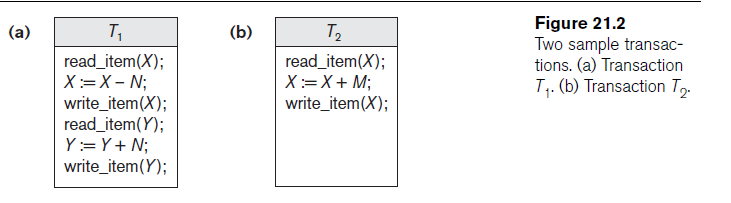 (a)
T1
read_item(X);
X := X – N;
write_item(X);
read_item(Y);
Y := Y + N;
write_item(Y);
(b)
T2
read_item(X);
X := X + M;
write_item(X);
Figure 21.2
Two sample transac-
tions. (a) Transaction
T1. (b) Transaction T2.